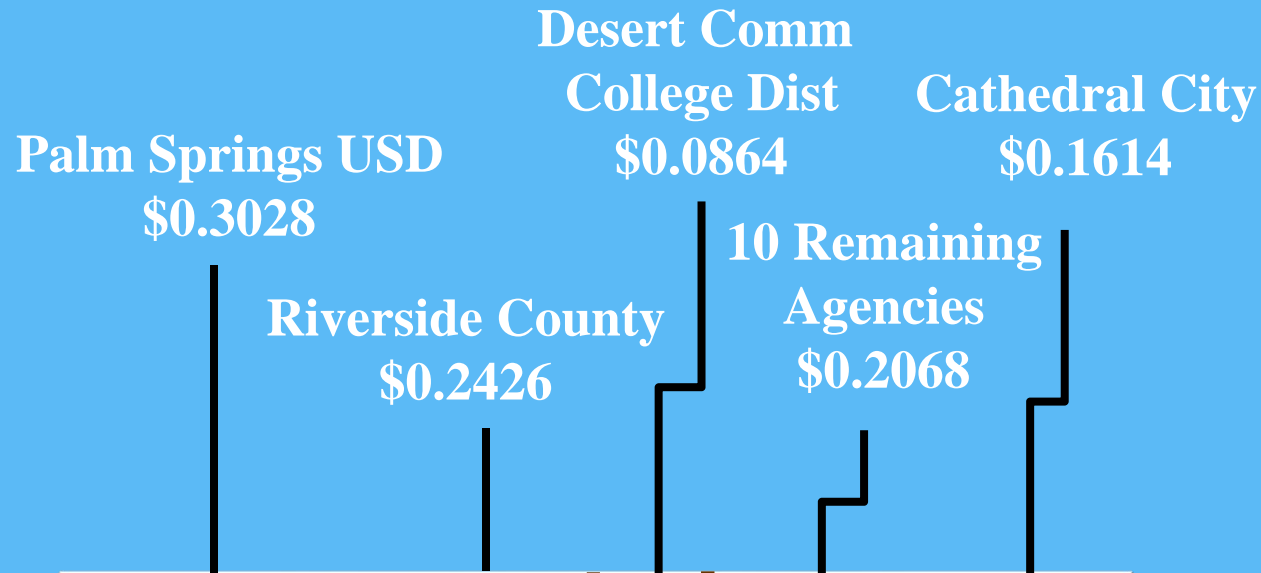 Palm Springs USD
$0.3028
Riverside County
$0.2426
Desert Comm
College Dist
$0.0864
10 Remaining
Agencies
$0.2068
Cathedral City
$0.1614